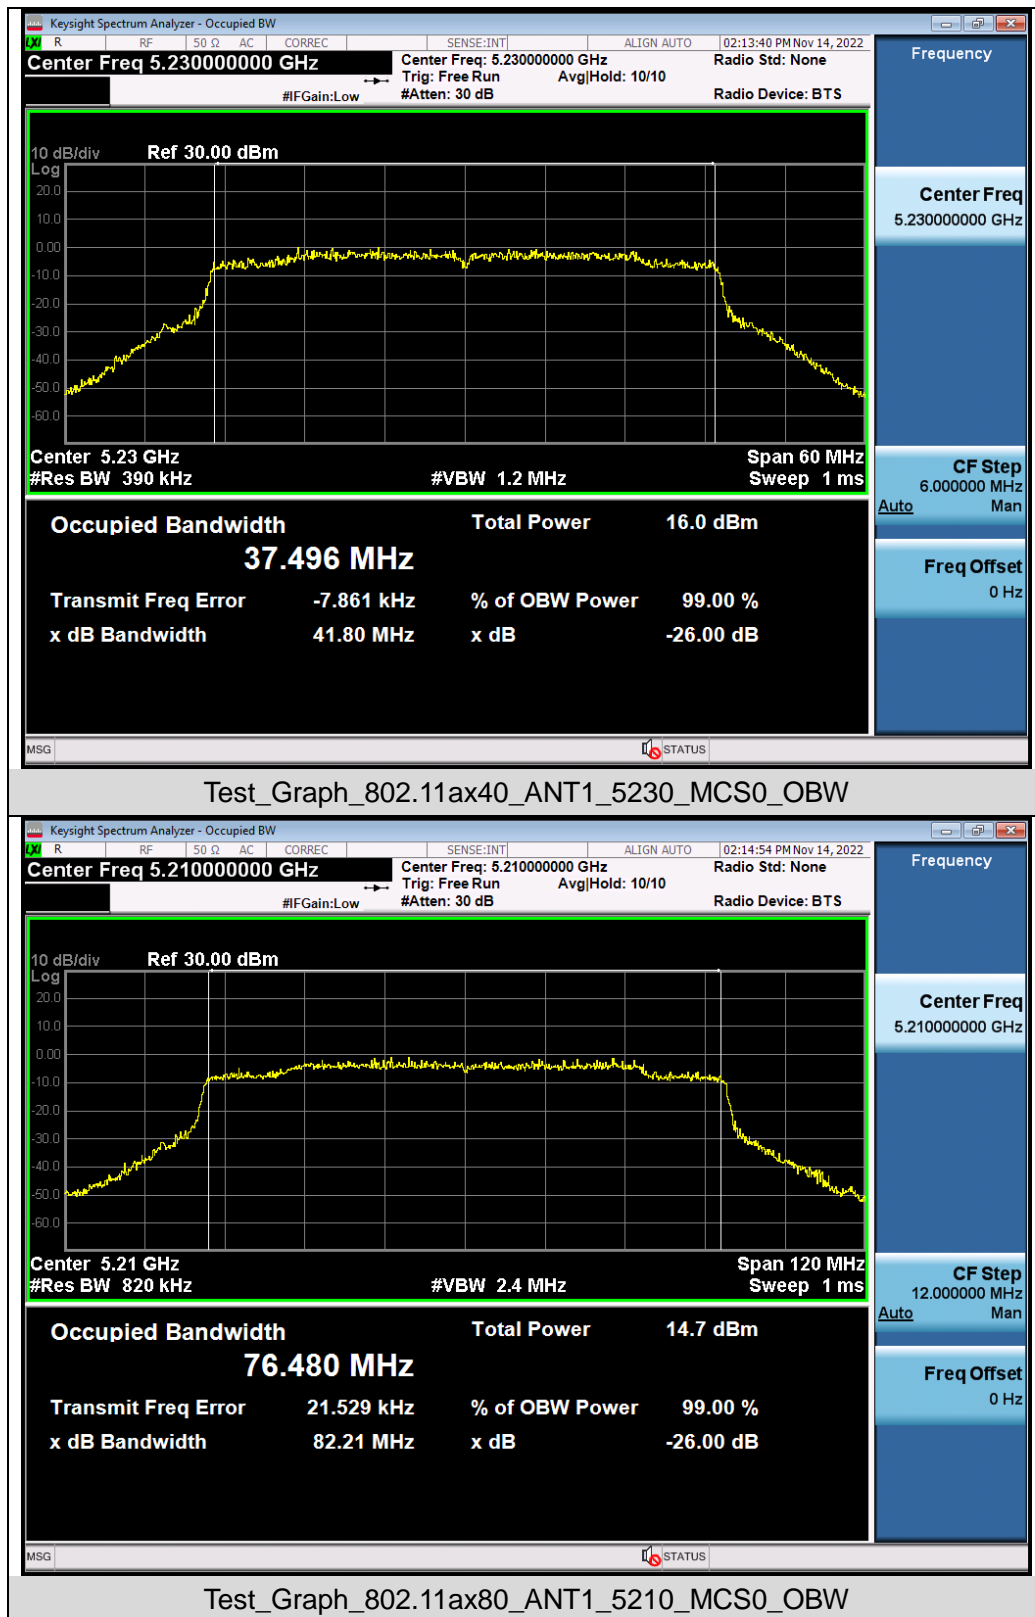 Keysight Spectrum Analyzer - Occupied BW
LXI R RF 50 Ω AC CORREC SENSE:INT ALIGN AUTO 02:13:40 PM Nov 14, 2022
Center Freq 5.230000000 GHz
Center Freq: 5.230000000 GHz
Radio Std: None
Trig: Free Run Avg|Hold: 10/10
#IFGain:Low
#Atten: 30 dB
Radio Device: BTS
Frequency
10 dB/div Ref 30.00 dBm
Log
20.0
10.0
0.00
-10.0
-20.0
-30.0
-40.0
-50.0
-60.0
Center Freq
5.230000000 GHz
Center 5.23 GHz
Span 60 MHz
#Res BW 390 kHz
#VBW 1.2 MHz
Sweep 1 ms
CF Step
6.000000 MHz
Auto Man
Occupied Bandwidth
37.496 MHz
Total Power 16.0 dBm
Transmit Freq Error -7.861 kHz
% of OBW Power 99.00 %
x dB Bandwidth 41.80 MHz
x dB -26.00 dB
Freq Offset
0 Hz
MSG STATUS
Test_Graph_802.11ax40_ANT1_5230_MCS0_OBW
Keysight Spectrum Analyzer - Occupied BW
LXI R RF 50 Ω AC CORREC SENSE:INT ALIGN AUTO 02:14:54 PM Nov 14, 2022
Center Freq 5.210000000 GHz
Center Freq: 5.210000000 GHz
Radio Std: None
Trig: Free Run Avg|Hold: 10/10
#IFGain:Low
#Atten: 30 dB
Radio Device: BTS
Frequency
10 dB/div Ref 30.00 dBm
Log
20.0
10.0
0.00
-10.0
-20.0
-30.0
-40.0
-50.0
-60.0
Center Freq
5.210000000 GHz
Center 5.21 GHz
Span 120 MHz
#Res BW 820 kHz
#VBW 2.4 MHz
Sweep 1 ms
CF Step
12.000000 MHz
Auto Man
Occupied Bandwidth
76.480 MHz
Total Power 14.7 dBm
Transmit Freq Error 21.529 kHz
% of OBW Power 99.00 %
x dB Bandwidth 82.21 MHz
x dB -26.00 dB
Freq Offset
0 Hz
MSG STATUS
Test_Graph_802.11ax80_ANT1_5210_MCS0_OBW